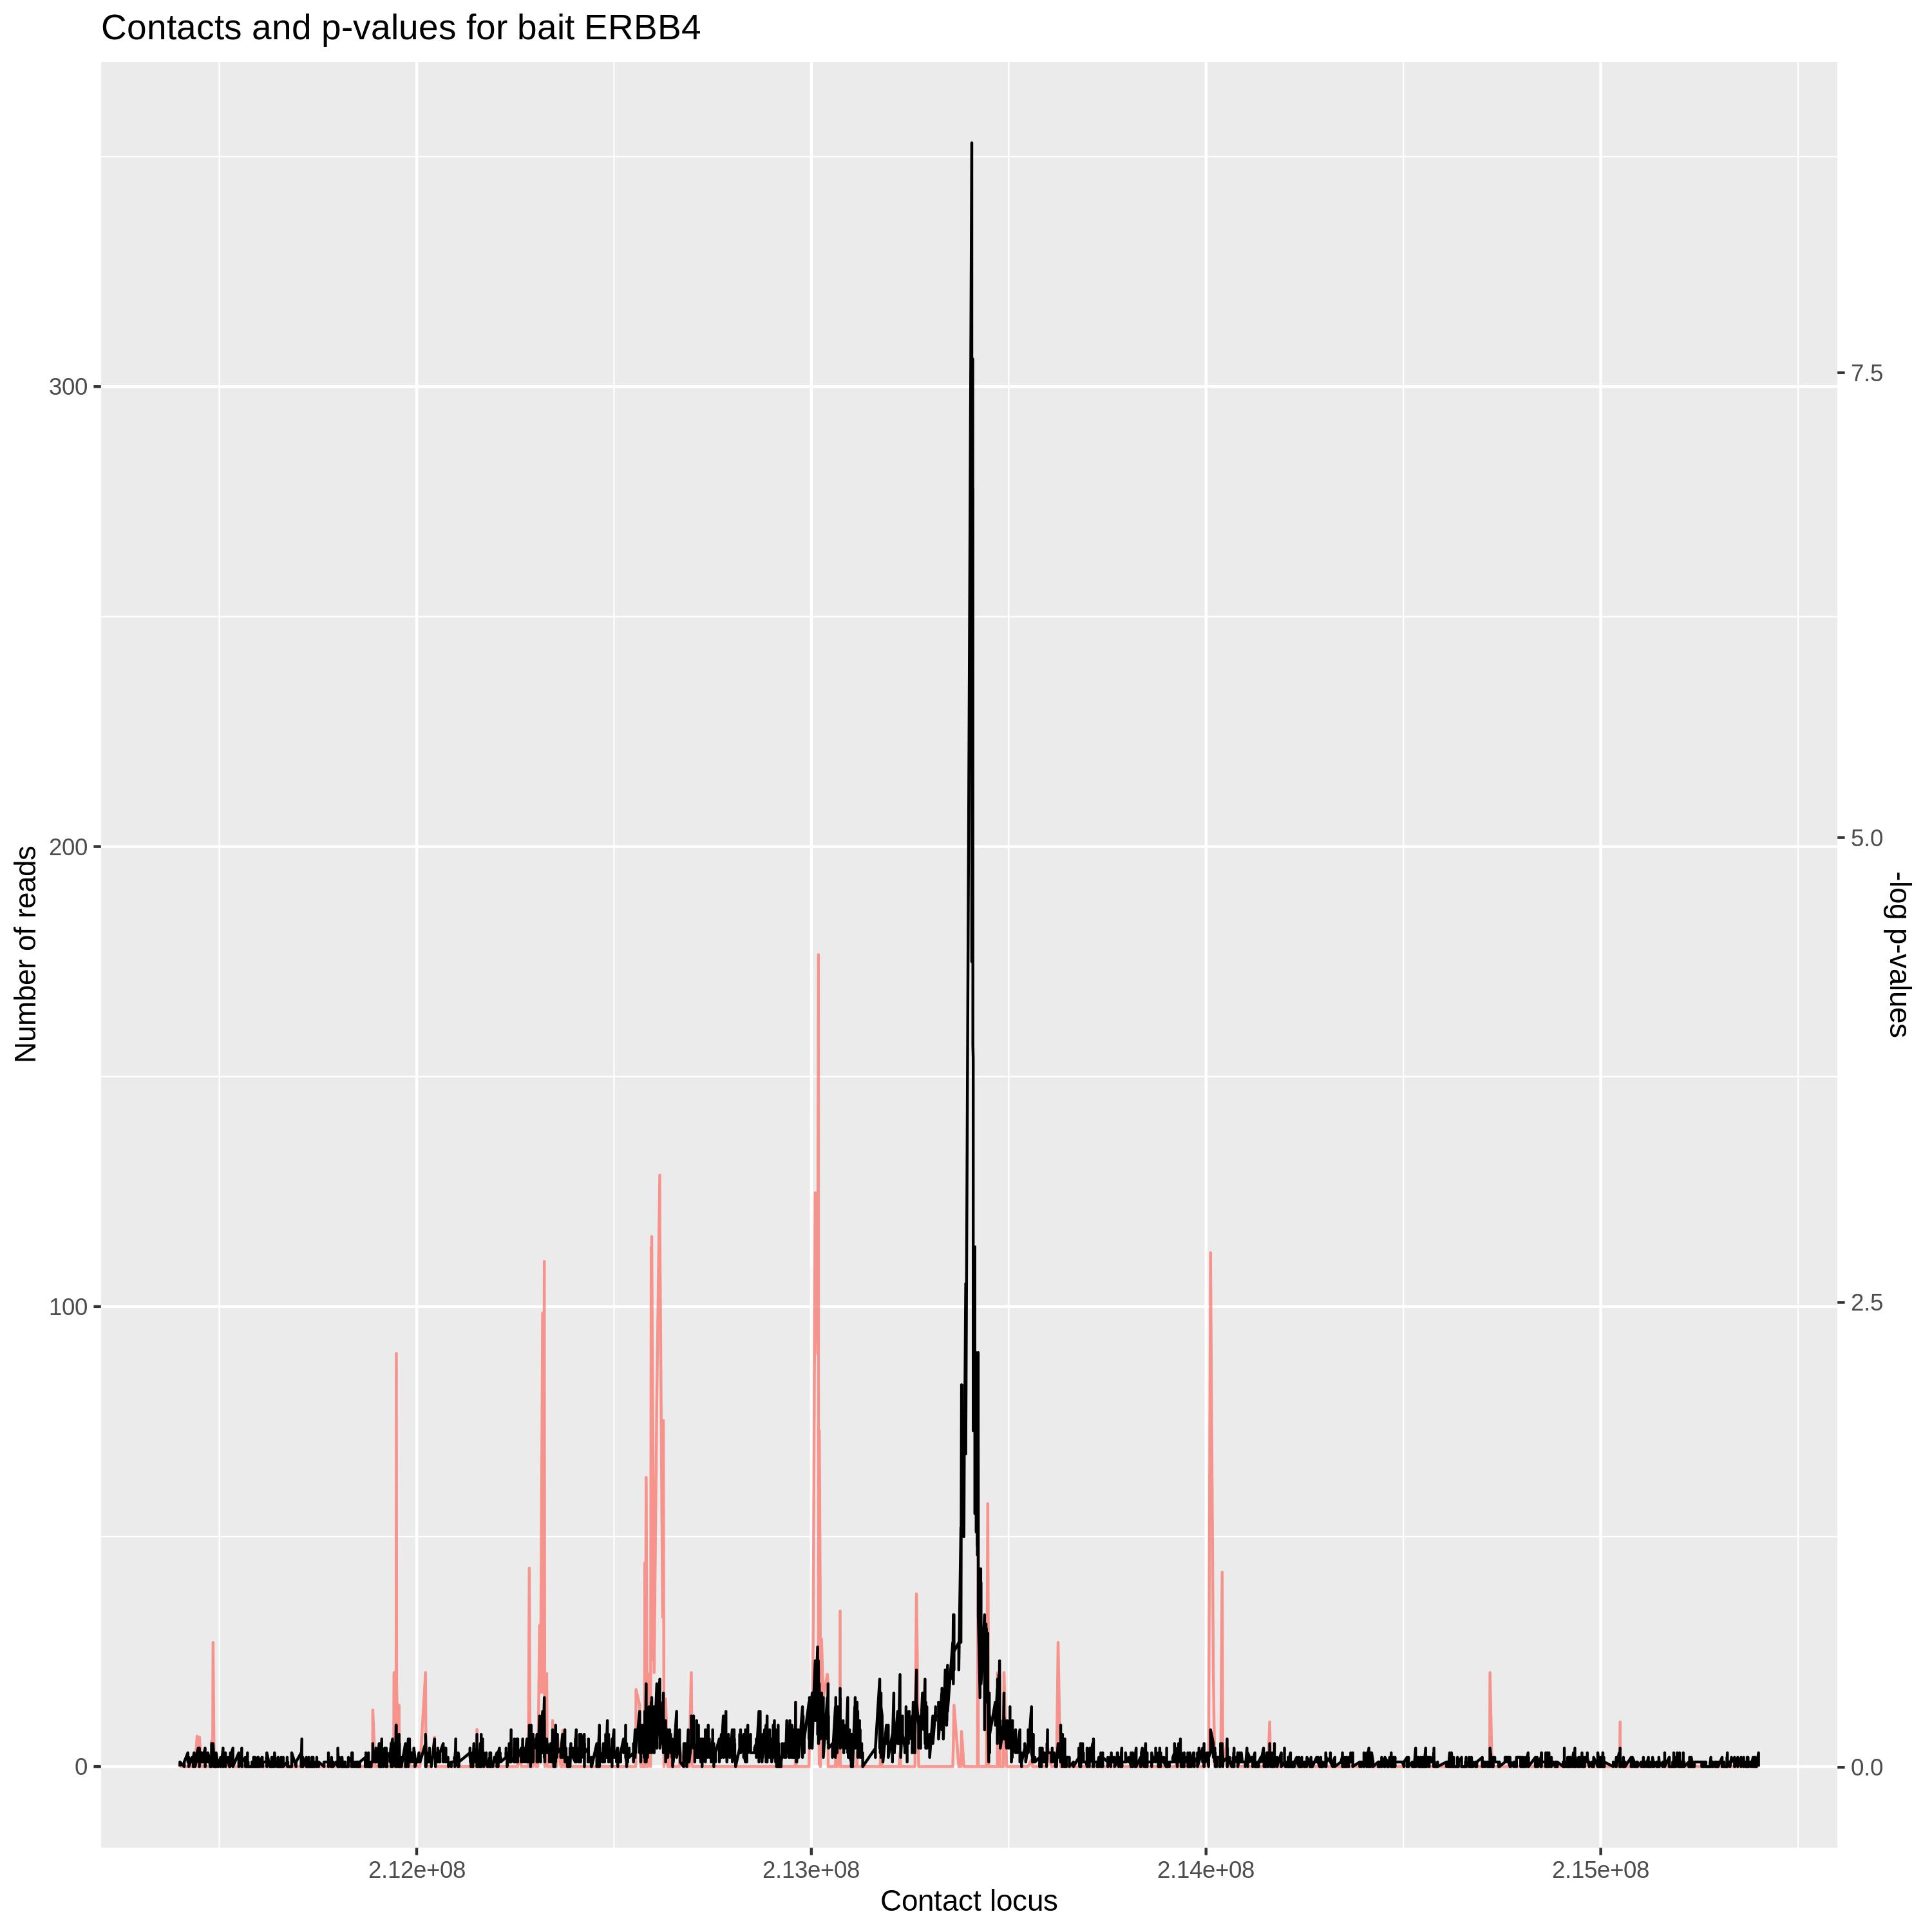 Contacts and p-values for bait ERBB4
Number of reads
300
200
100
0
7.5
5.0
2.5
0.0
-log p-values
2.12e+08
2.13e+08
2.14e+08
2.15e+08
Contact locus